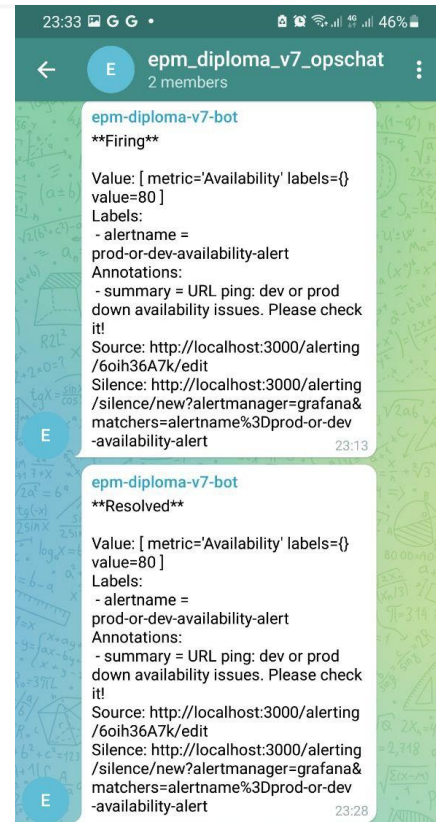 23:33 G G •
46%
E
epm_diploma_v7_opschat
2 members
epm-diploma-v7-bot
**Firing**
Value: [ metric='Availability' labels={}
value=80 ]
Labels:
- alertname =
prod-or-dev-availability-alert
Annotations:
- summary = URL ping: dev or prod
down availability issues. Please check
it!
Source: http://localhost:3000/alerting
/6oih36A7k/edit
Silence: http://localhost:3000/alerting
/silence/new?alertmanager=grafana&
matchers=alertname%3Dprod-or-dev
-availability-alert
23:13
E
epm-diploma-v7-bot
**Resolved**
Value: [ metric='Availability' labels={}
value=80 ]
Labels:
- alertname =
prod-or-dev-availability-alert
Annotations:
- summary = URL ping: dev or prod
down availability issues. Please check
it!
Source: http://localhost:3000/alerting
/6oih36A7k/edit
Silence: http://localhost:3000/alerting
/silence/new?alertmanager=grafana&
matchers=alertname%3Dprod-or-dev
-availability-alert
23:28
E